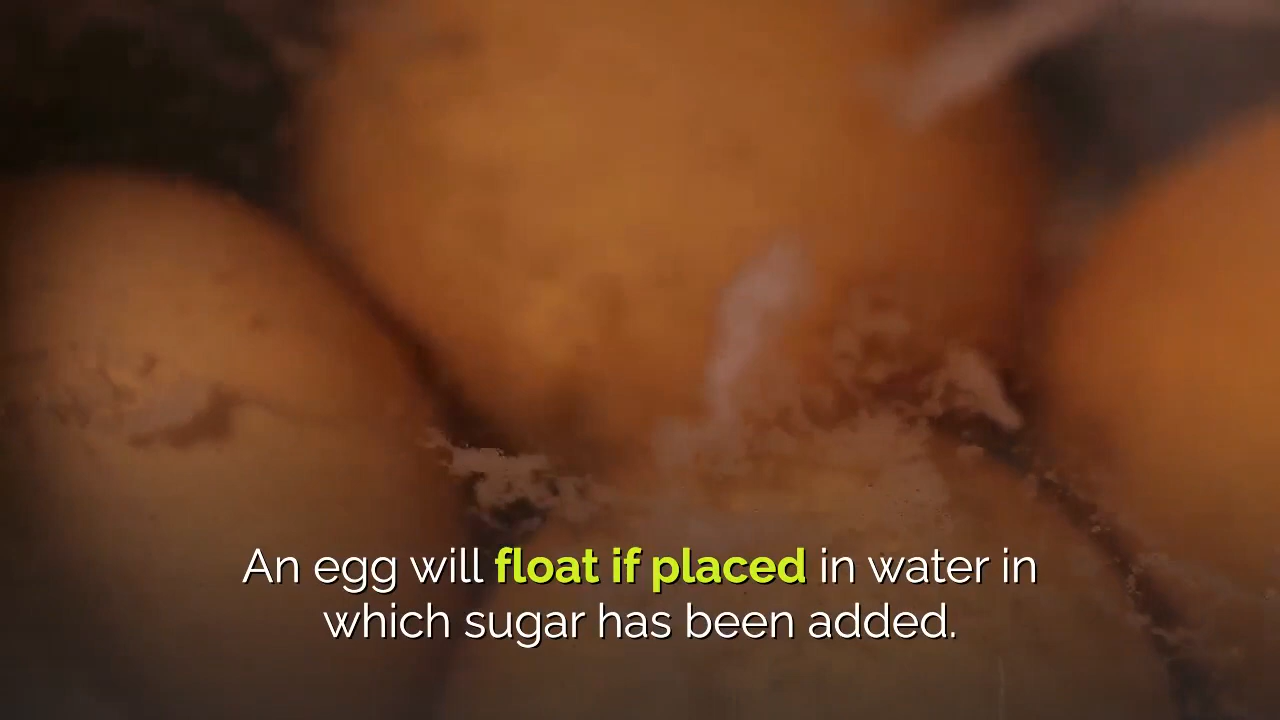 An egg will float if placed in water in
which sugar has been added.